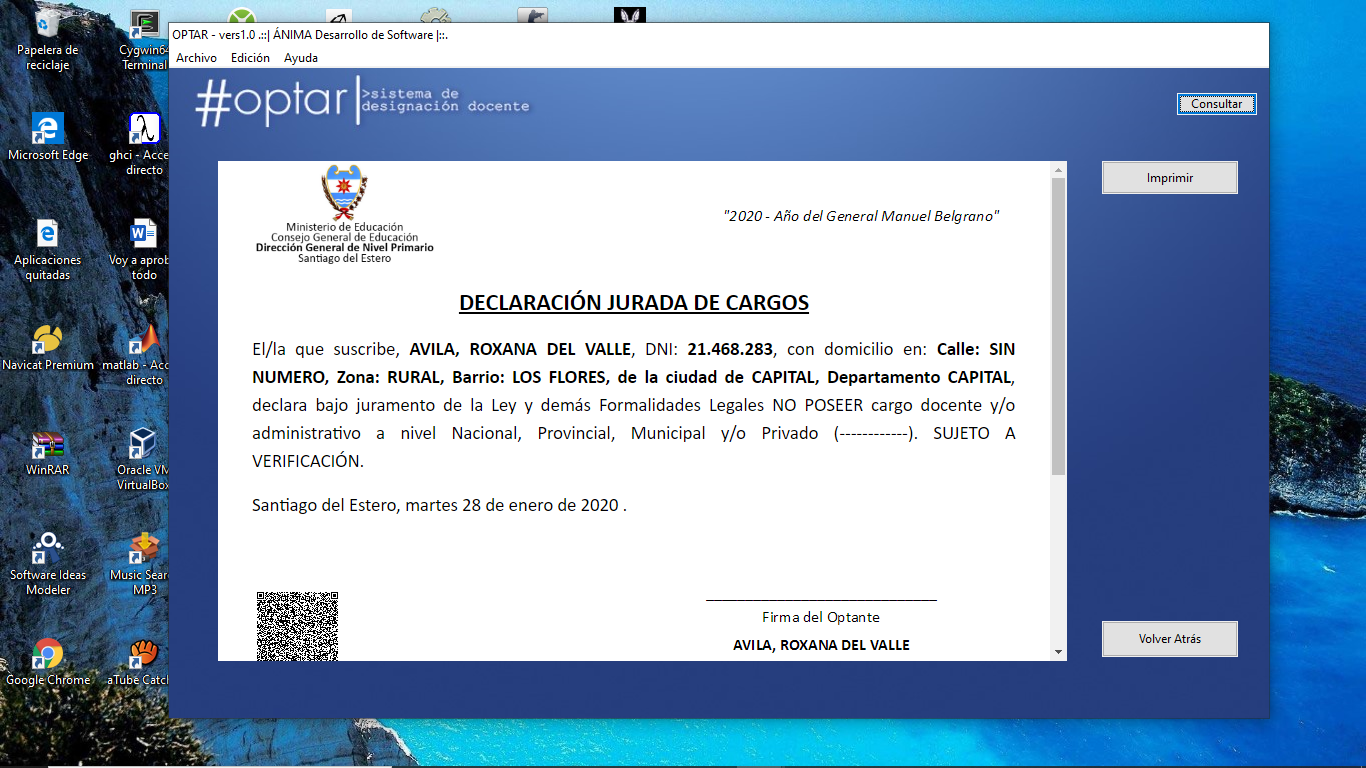 Papelera de
reciclaje
Cygwin64
Terminal
Microsoft Edge
ghci - Acce
directo
Aplicaciones
quitadas
Voy a aprob
todo
Navicat Premium
matlab - Acc
directo
WinRAR
Oracle VM
VirtualBox
Software Ideas
Modeler
Music Sear
MP3
Google Chrome
aTube Catch
OPTAR - vers1.0 .::| ÁNIMA Desarrollo de Software |::.
Archivo Edición Ayuda
#optar|>sistema de
designación docente
Consultar
Imprimir
Ministerio de Educación
Consejo General de Educación
Dirección General de Nivel Primario
Santiago del Estero
"2020 - Año del General Manuel Belgrano"
DECLARACIÓN JURADA DE CARGOS
El/la que suscribe, AVILA, ROXANA DEL VALLE, DNI: 21.468.283, con domicilio en: Calle: SIN
NUMERO, Zona: RURAL, Barrio: LOS FLORES, de la ciudad de CAPITAL, Departamento CAPITAL,
declara bajo juramento de la Ley y demás Formalidades Legales NO POSEER cargo docente y/o
administrativo a nivel Nacional, Provincial, Municipal y/o Privado (------------). SUJETO A
VERIFICACIÓN.
Santiago del Estero, martes 28 de enero de 2020 .
Firma del Optante
AVILA, ROXANA DEL VALLE
Volver Atrás